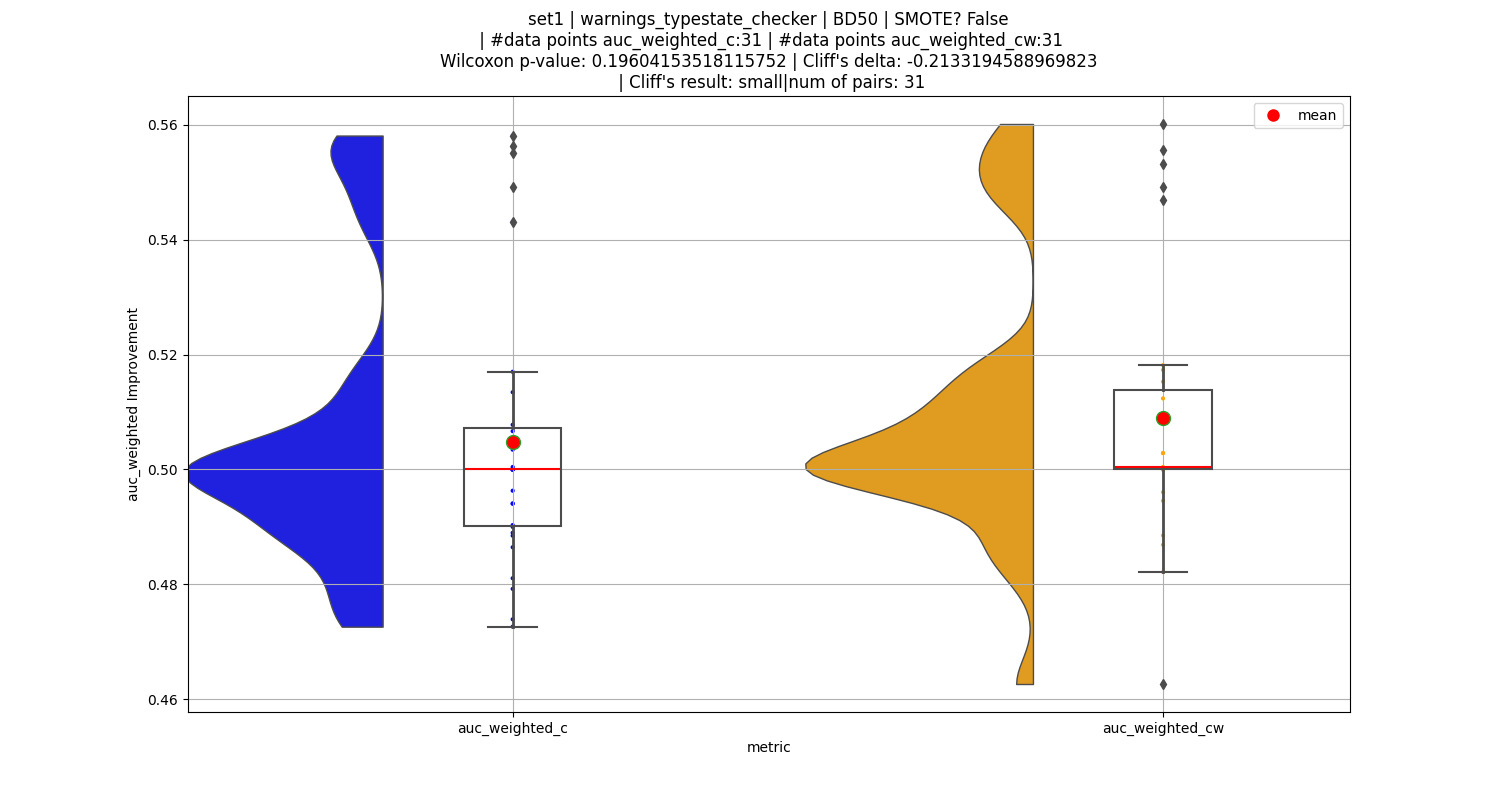 set1 | warnings_typestate_checker | BD50 | SMOTE? False
| #data points auc_weighted_c:31 | #data points auc_weighted_cw:31
Wilcoxon p-value: 0.19604153518115752 | Cliff's delta: -0.2133194588969823
| Cliff's result: small|num of pairs: 31
mean
0.56
0.54
0.52
0.50
0.48
0.46
auc_weighted Improvement
auc_weighted_c
auc_weighted_cw
metric